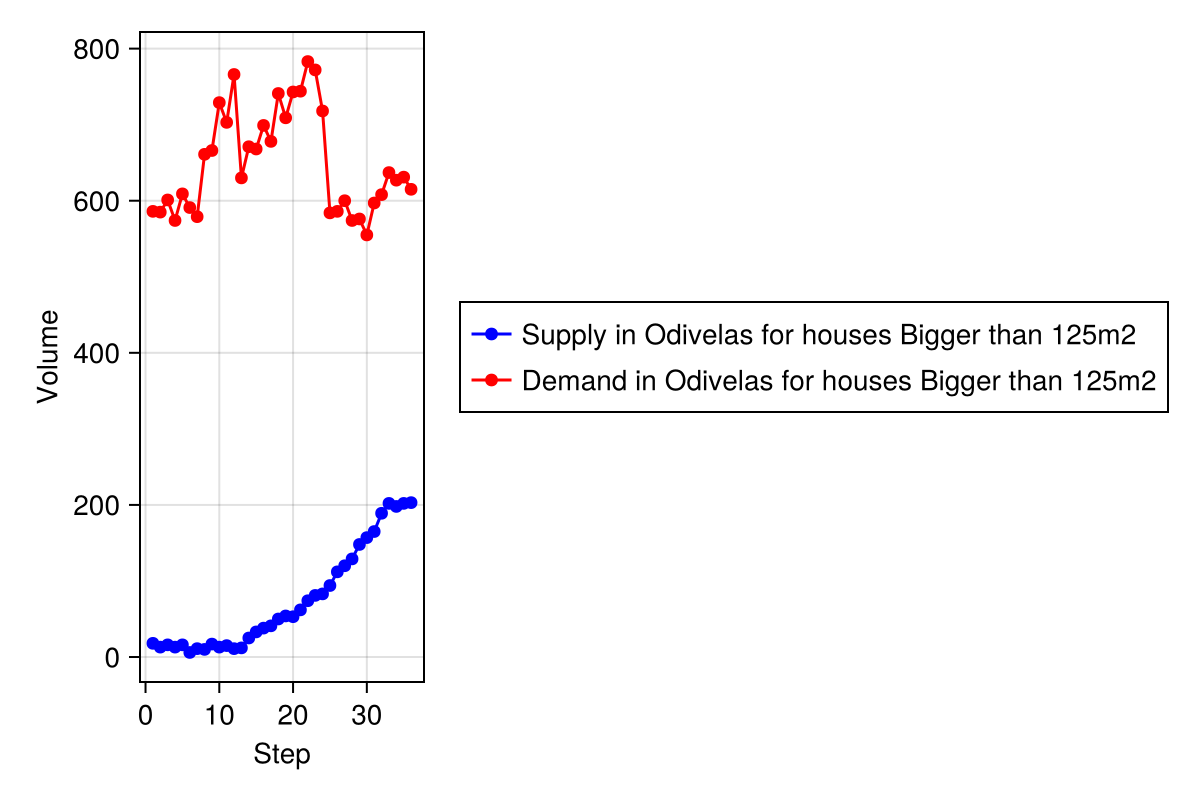 800
600
400
200
0
Volume
0 10 20 30
Step
Supply in Odivelas for houses Bigger than 125m2
Demand in Odivelas for houses Bigger than 125m2